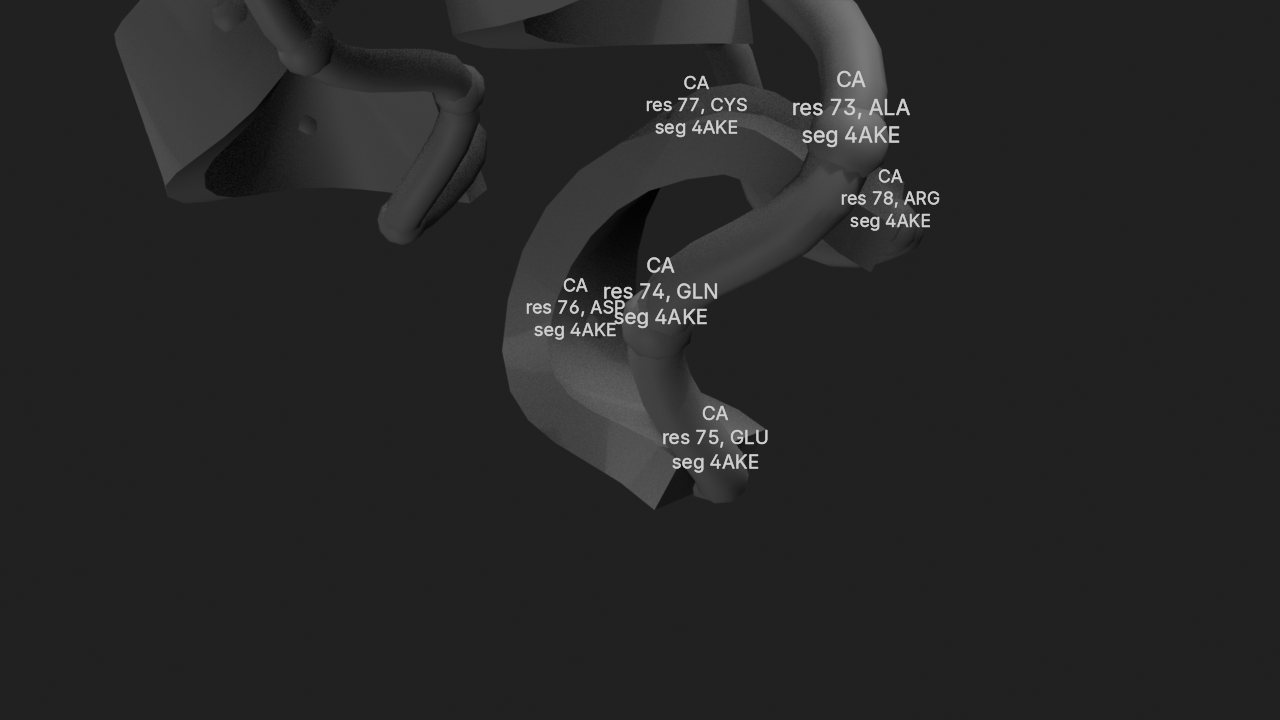 CA
res 73, ALA
seg 4AKE
CA
res 77, CYS
seg 4AKE
CA
res 78, ARG
seg 4AKE
CA
res 74, GLN
seg 4AKE
CA
res 76, ASP
seg 4AKE
CA
res 75, GLU
seg 4AKE